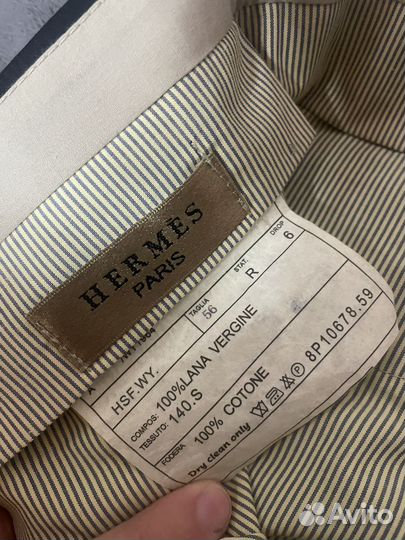 HERMÈS
PARIS
TAGLIA STAT. DROP
56 R 6
HSF.WY.
COMPOS: 100%LANA VERGINE
TESSUTO: 140.S
FODERA 100% COTONE
8P10678.59
Dry clean only
Avito